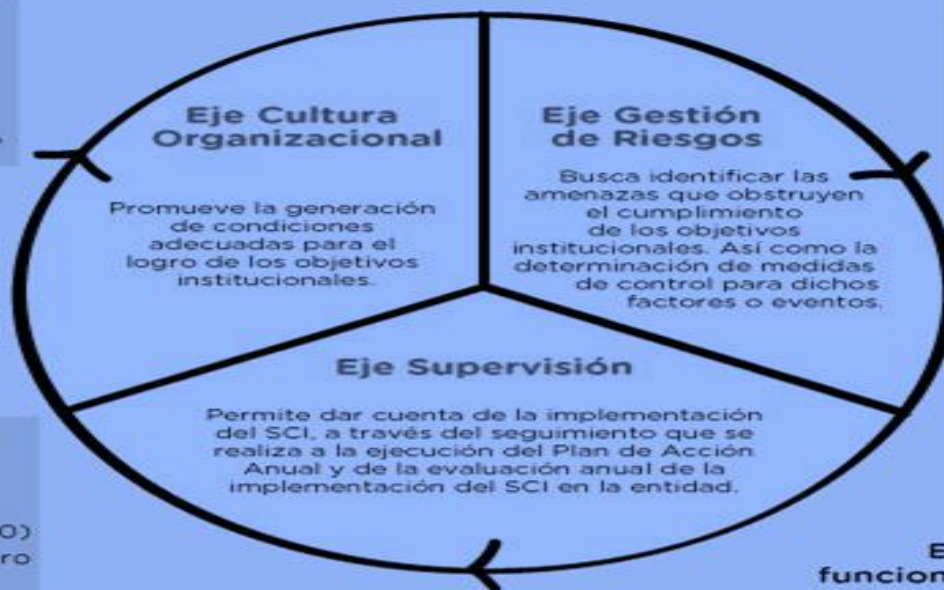 Eje Cultura
Organizacional
Promueve la generación
de condiciones
adecuadas para el
logro de los objetivos
institucionales.
Eje Gestión
de Riesgos
Busca identificar las
amenazas que obstruyen
el cumplimiento
de los objetivos
institucionales. Así como la
determinación de medidas
de control para dichos
factores o eventos.
Eje Supervisión
Permite dar cuenta de la implementación
del SCI, a través del seguimiento que se
realiza a la ejecución del Plan de Acción
Anual y de la evaluación anual de la
implementación del SCI en la entidad.